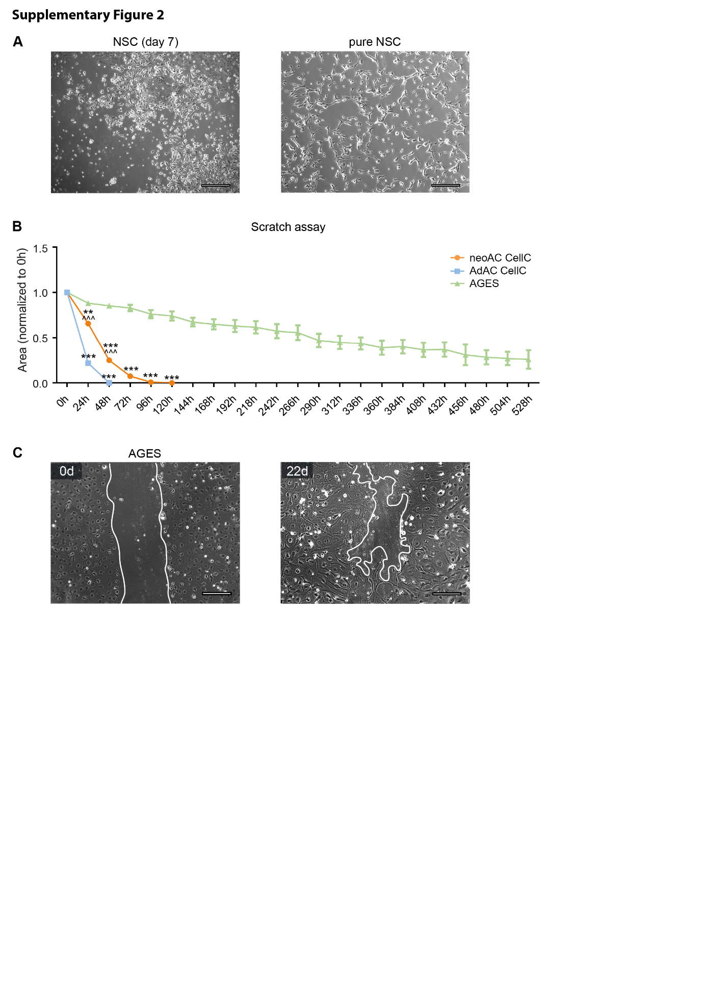 Supplementary Figure 2
A
NSC (day 7)
pure NSC
B
Scratch assay
Area (normalized to 0h)
1.5
1.0
0.5
0.0
neoAC CellC
AdAC CellC
AGES
**
^^^
***
^^^
***
***
***
***
***
0h 24h 48h 72h 96h 120h 144h 168h 192h 218h 242h 266h 290h 312h 336h 360h 384h 408h 432h 456h 480h 504h 528h
C
AGES
0d
22d